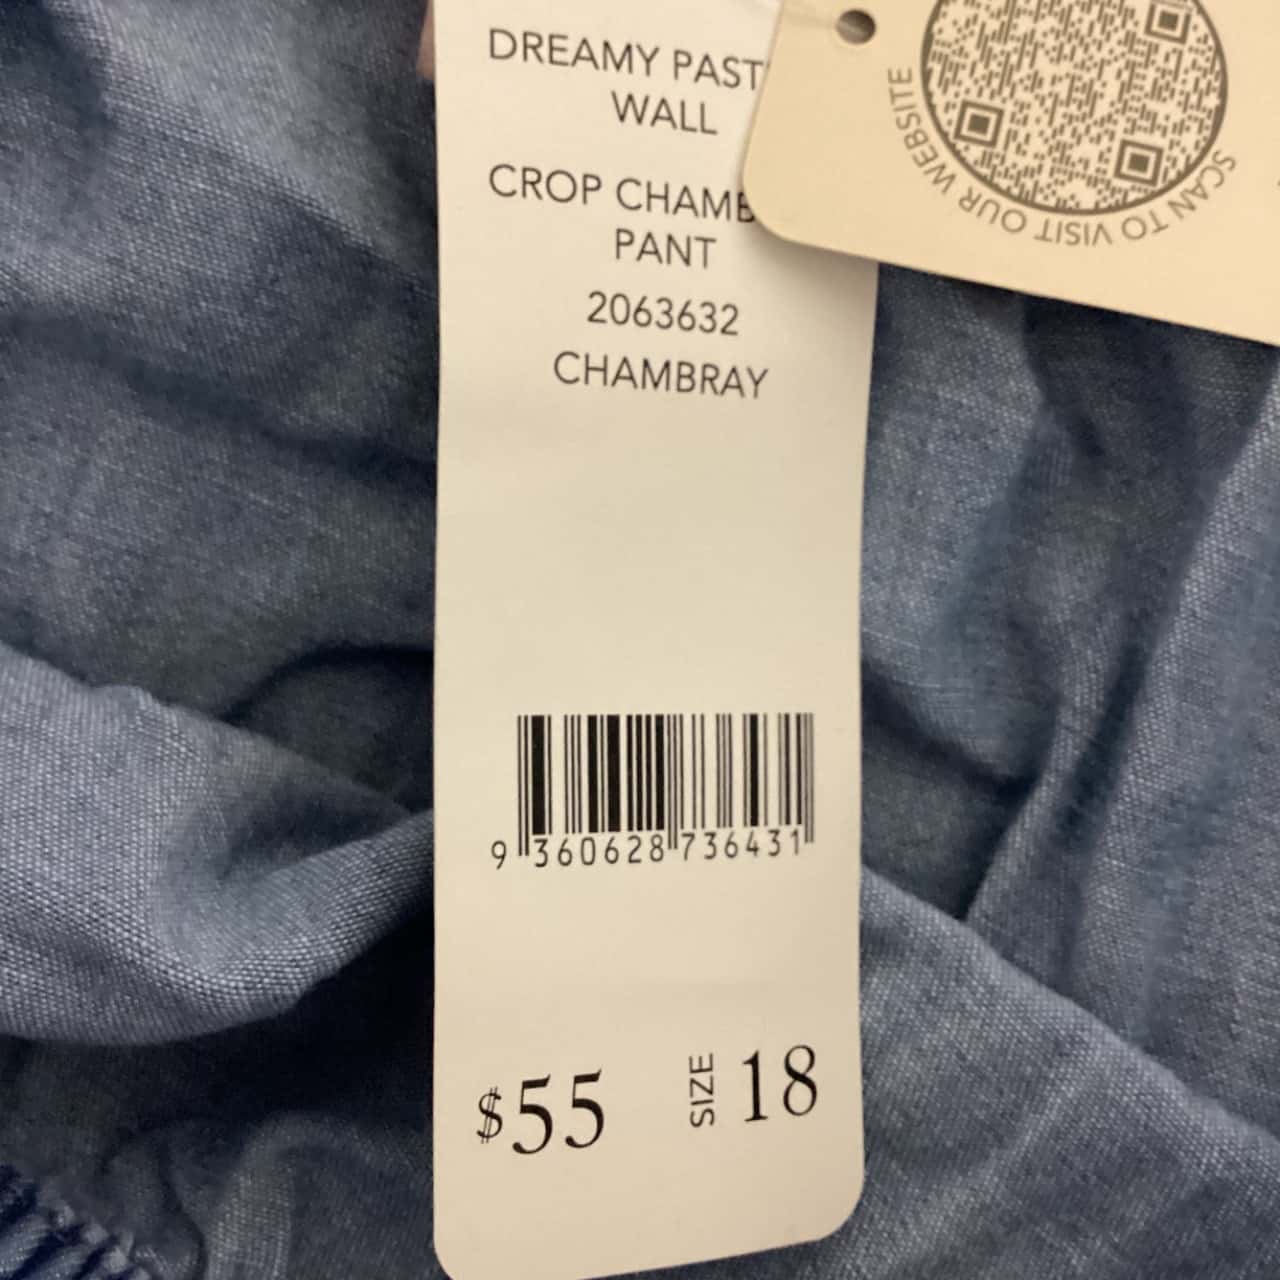 DREAMY PAST
WALL
CROP CHAMB
PANT
2063632
CHAMBRAY
9 360628 736431
$55 SIZE 18
SCAN TO VISIT OUR WEBSITE